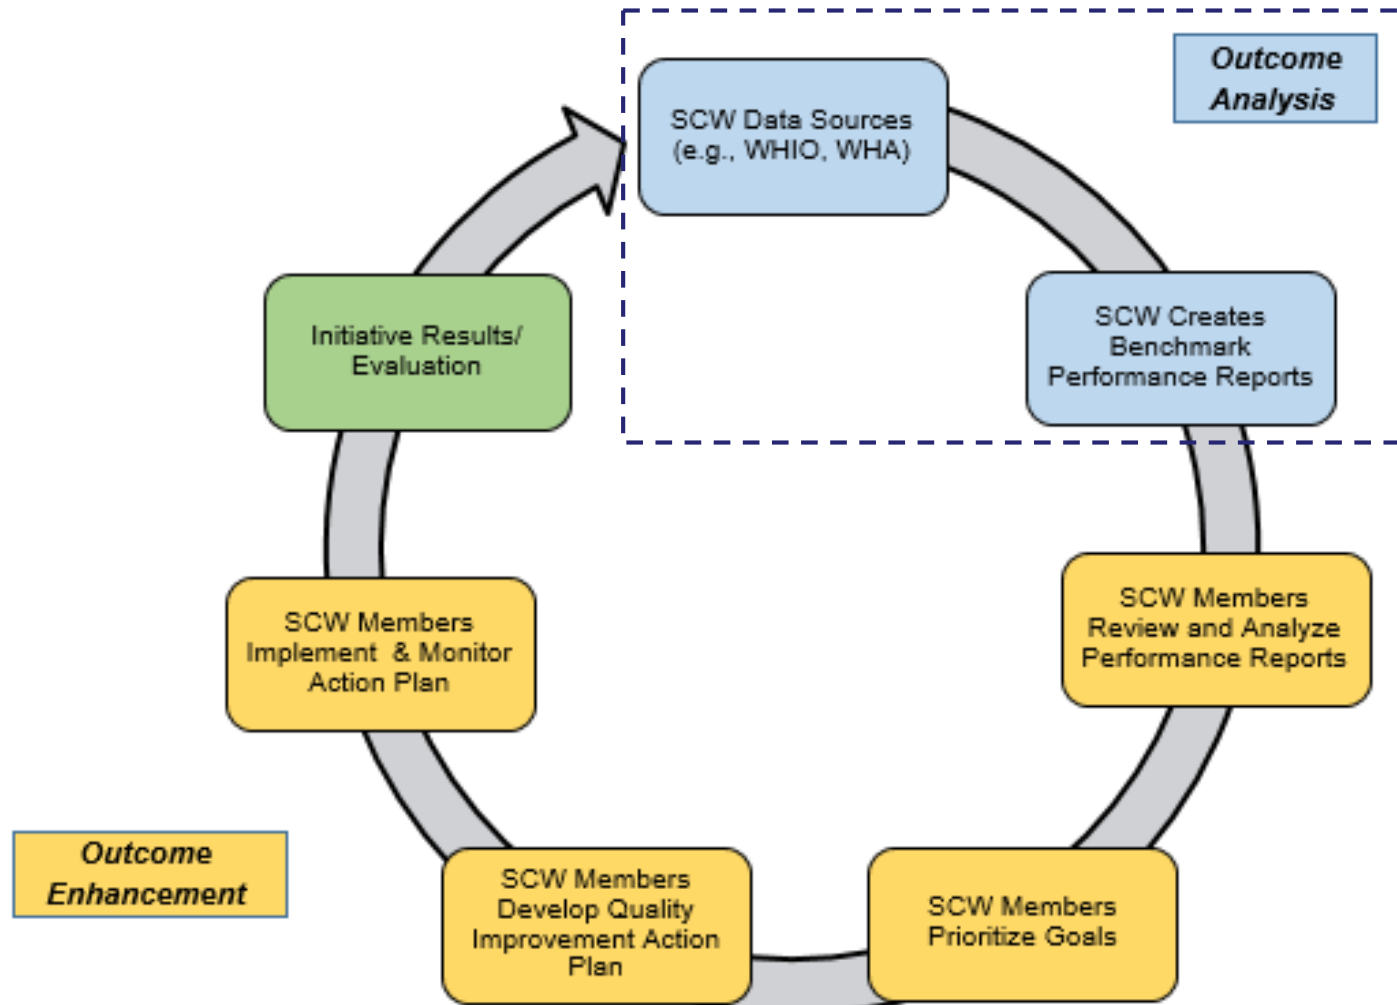 Outcome
Analysis
SCW Data Sources
(e.g., WHIO, WHA)
SCW Creates
Benchmark
Performance Reports
SCW Members
Review and Analyze
Performance Reports
SCW Members
Prioritize Goals
SCW Members
Develop Quality
Improvement Action
Plan
SCW Members
Implement & Monitor
Action Plan
Initiative Results/
Evaluation
Outcome
Enhancement